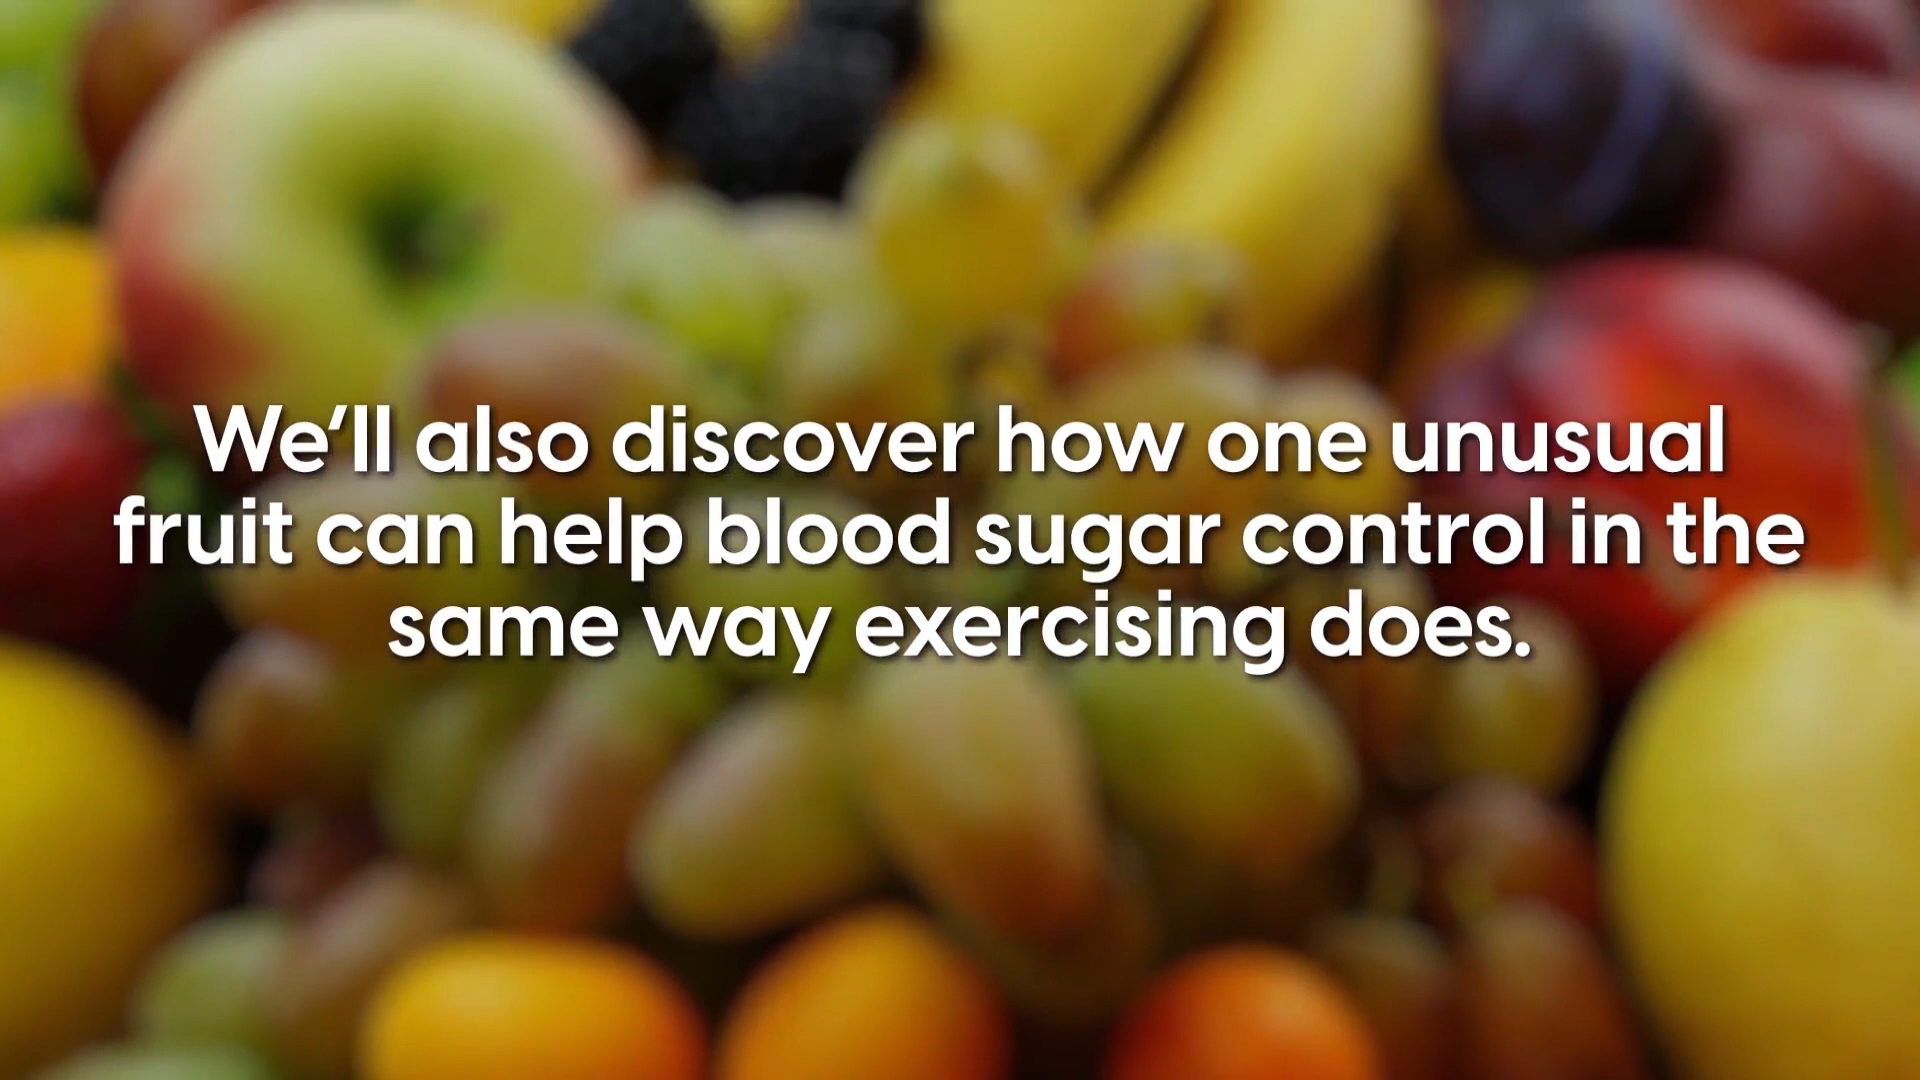 We‘ll also discover how one unusual
fruit can help blood sugar control in the
same way exercising does.